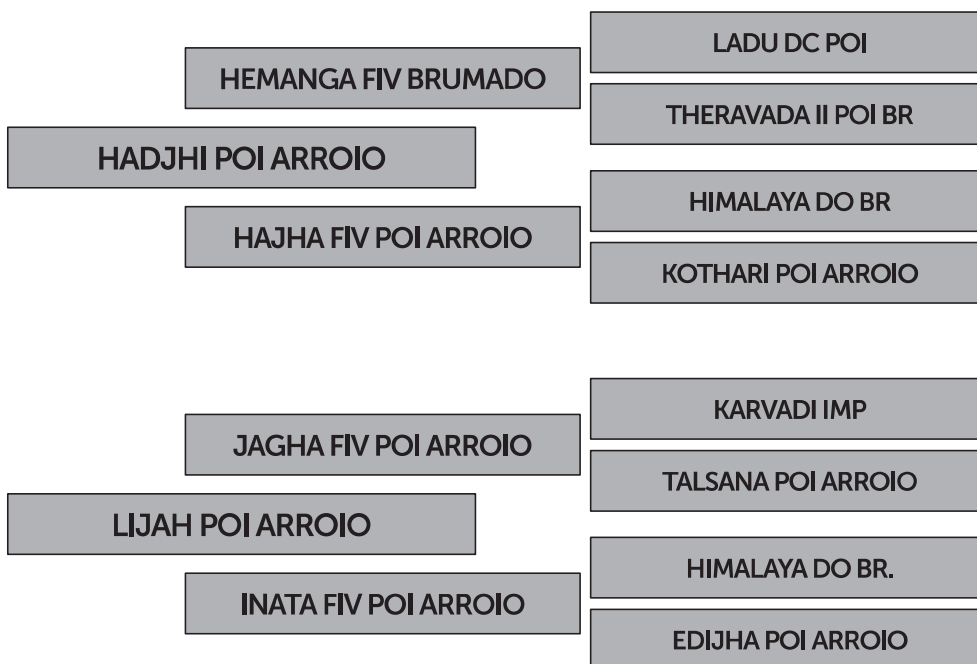 LADU DC POI
HEMANGA FIV BRUMADO
THERAVADA II POI BR
HADJHI POI ARROIO
HIMALAYA DO BR
HAJHA FIV POI ARROIO
KOTHARI POI ARROIO
KARVADI IMP
JAGHA FIV POI ARROIO
TALSANA POI ARROIO
LIJAH POI ARROIO
HIMALAYA DO BR.
INATA FIV POI ARROIO
EDIJHA POI ARROIO